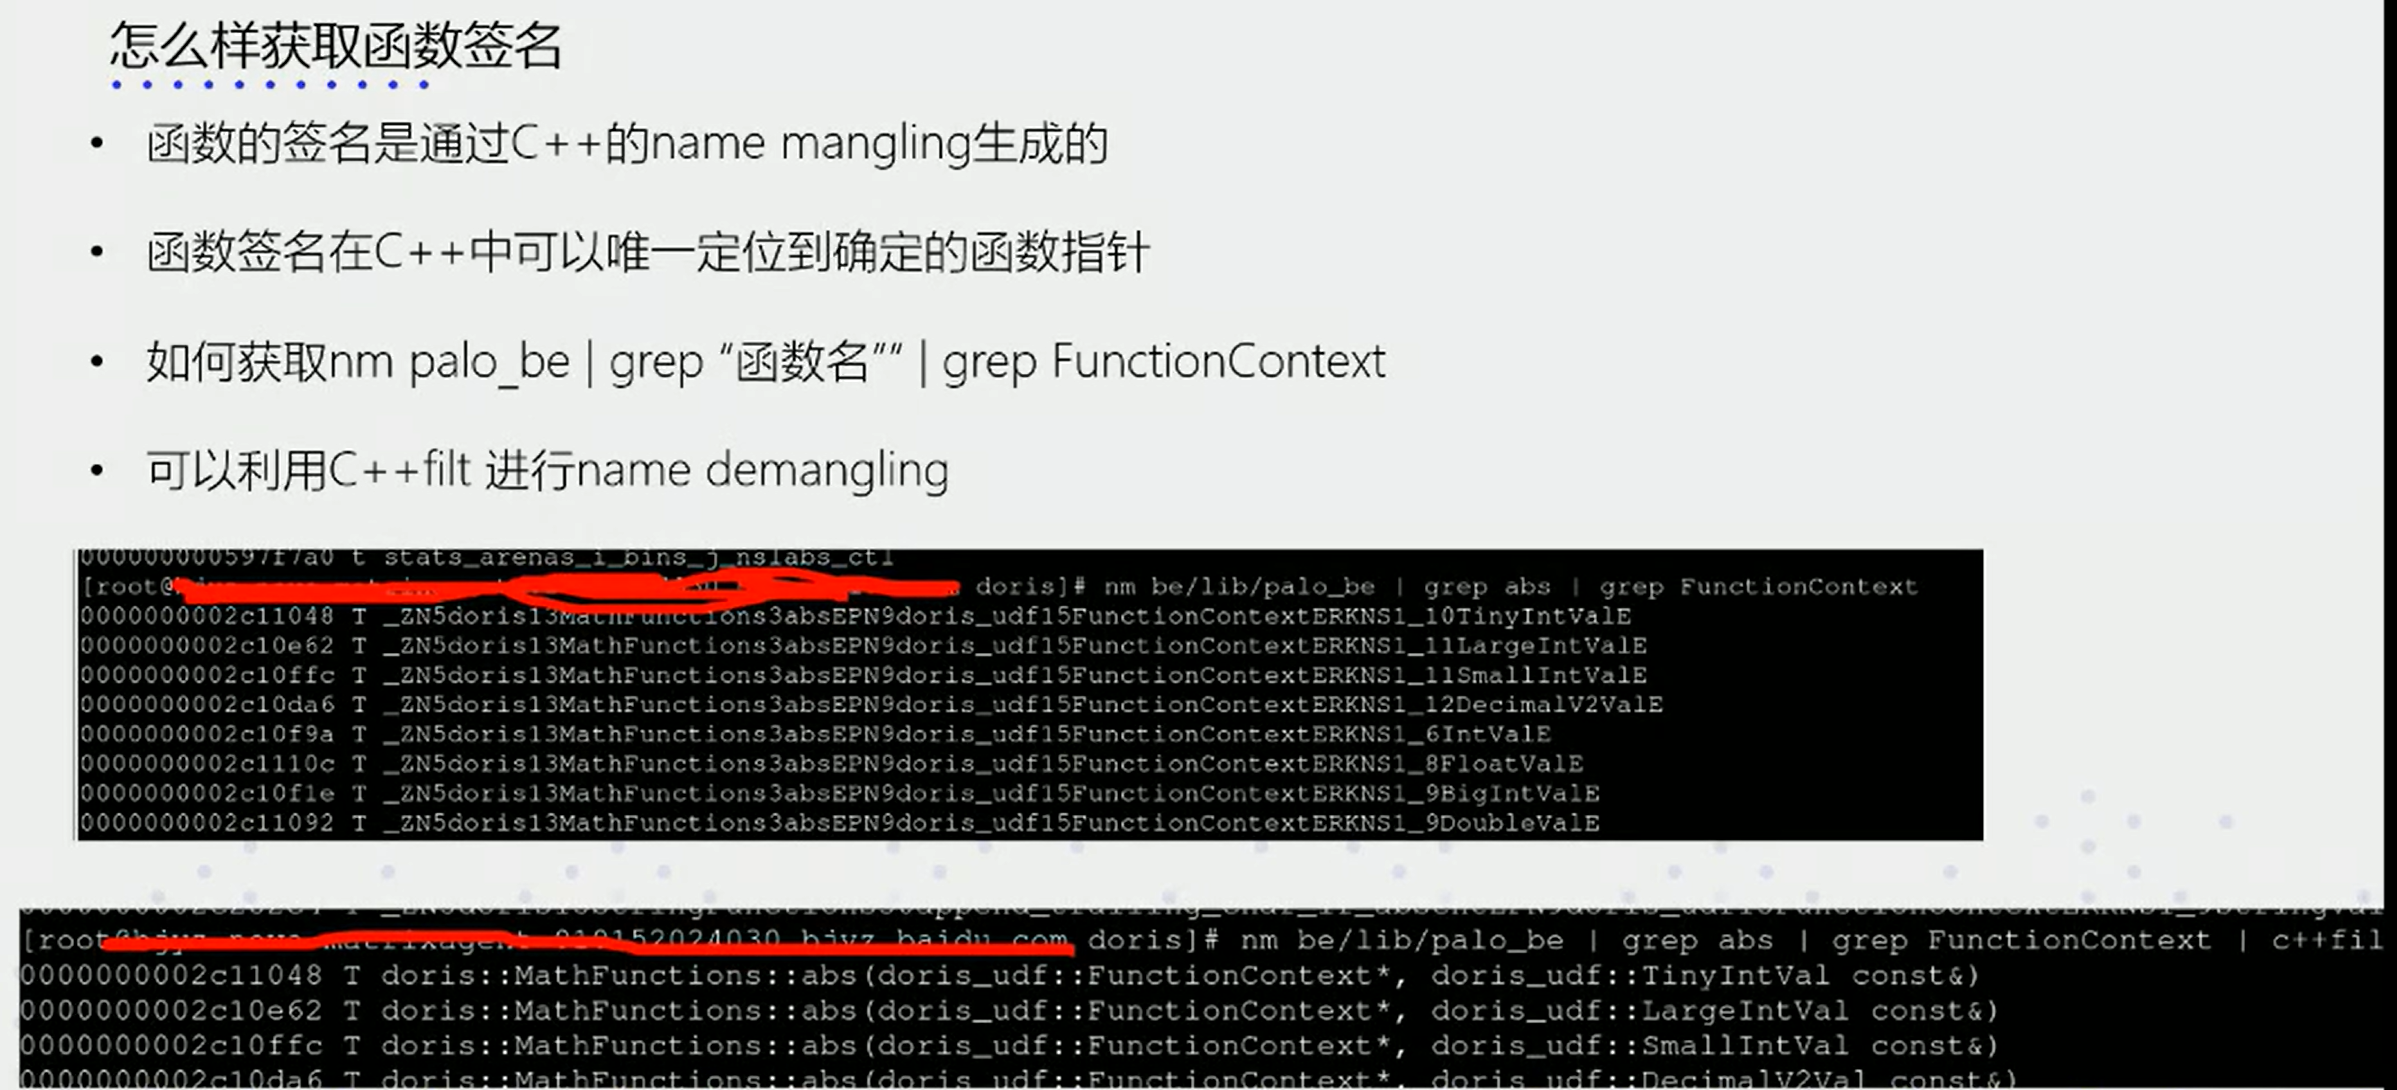 怎么样获取函数签名
• 函数的签名是通过C++的name mangling生成的
• 函数签名在C++中可以唯一定位到确定的函数指针
• 如何获取nm palo_be | grep “函数名”“ | grep FunctionContext
• 可以利用C++filt 进行name demangling
000000000597f7a0 t stats_arenas_i_bins_j_nslabs_ctl
[root@ doris]# nm be/lib/palo_be | grep abs | grep FunctionContext
0000000002c11048 T _ZN5doris13MathFunctions3absEPN9doris_udf15FunctionContextERKNS1_10TinyIntValE
0000000002c10e62 T _ZN5doris13MathFunctions3absEPN9doris_udf15FunctionContextERKNS1_11LargeIntValE
0000000002c10ffc T _ZN5doris13MathFunctions3absEPN9doris_udf15FunctionContextERKNS1_11SmallIntValE
0000000002c10da6 T _ZN5doris13MathFunctions3absEPN9doris_udf15FunctionContextERKNS1_12DecimalV2ValE
0000000002c10f9a T _ZN5doris13MathFunctions3absEPN9doris_udf15FunctionContextERKNS1_6IntValE
0000000002c1110c T _ZN5doris13MathFunctions3absEPN9doris_udf15FunctionContextERKNS1_8FloatValE
0000000002c10f1e T _ZN5doris13MathFunctions3absEPN9doris_udf15FunctionContextERKNS1_9BigIntValE
0000000002c11092 T _ZN5doris13MathFunctions3absEPN9doris_udf15FunctionContextERKNS1_9DoubleValE
[root doris]# nm be/lib/palo_be | grep abs | grep FunctionContext | c++fil
0000000002c11048 T doris::MathFunctions::abs(doris_udf::FunctionContext*, doris_udf::TinyIntVal const&)
0000000002c10e62 T doris::MathFunctions::abs(doris_udf::FunctionContext*, doris_udf::LargeIntVal const&)
0000000002c10ffc T doris::MathFunctions::abs(doris_udf::FunctionContext*, doris_udf::SmallIntVal const&)
0000000002c10da6 T doris::MathFunctions::abs(doris_udf::FunctionContext*, doris_udf::DecimalV2Val const&)